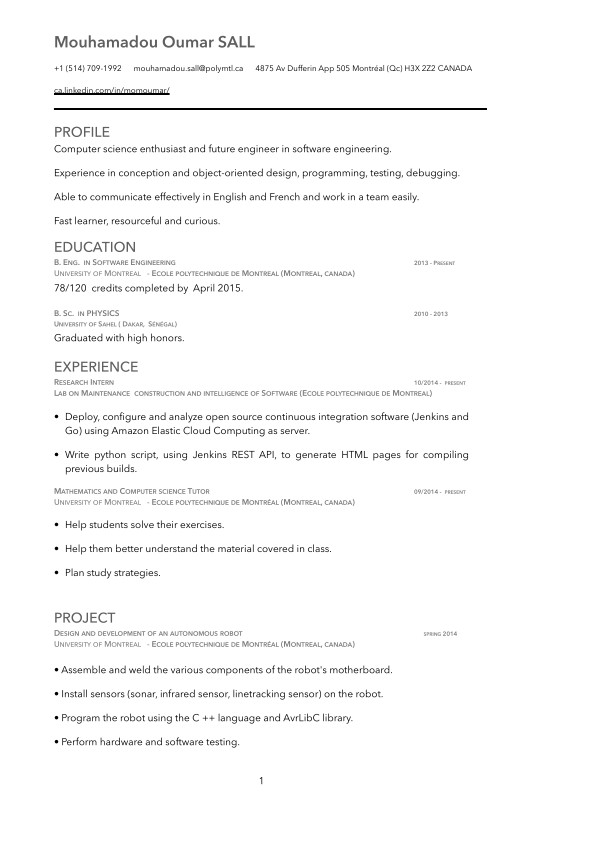 Mouhamadou Oumar SALL
+1 (514) 709-1992 mouhamadou.sall@polymtl.ca 4875 Av Dufferin App 505 Montréal (Qc) H3X 2Z2 CANADA
ca.linkedin.com/in/momoumar/
PROFILE
Computer science enthusiast and future engineer in software engineering.
Experience in conception and object-oriented design, programming, testing, debugging.
Able to communicate effectively in English and French and work in a team easily.
Fast learner, resourceful and curious.
EDUCATION
B. Eng. in Software Engineering 2013 - Present
University of Montreal - Ecole polytechnique de Montreal (Montreal, canada)
78/120 credits completed by April 2015.
B. Sc. in PHYSICS 2010 - 2013
University of Sahel ( Dakar, Senegal)
Graduated with high honors.
EXPERIENCE
Research Intern 10/2014 - present
Lab on Maintenance construction and intelligence of Software (Ecole polytechnique de Montreal)
• Deploy, configure and analyze open source continuous integration software (Jenkins and
Go) using Amazon Elastic Cloud Computing as server.
• Write python script, using Jenkins REST API, to generate HTML pages for compiling
previous builds.
Mathematics and Computer science Tutor 09/2014 - present
University of Montreal - Ecole polytechnique de Montréal (Montreal, canada)
• Help students solve their exercises.
• Help them better understand the material covered in class.
• Plan study strategies.
PROJECT
Design and development of an autonomous robot spring 2014
University of Montreal - Ecole polytechnique de Montréal (Montreal, canada)
• Assemble and weld the various components of the robot's motherboard.
• Install sensors (sonar, infrared sensor, linetracking sensor) on the robot.
• Program the robot using the C ++ language and AvrLibC library.
• Perform hardware and software testing.
1